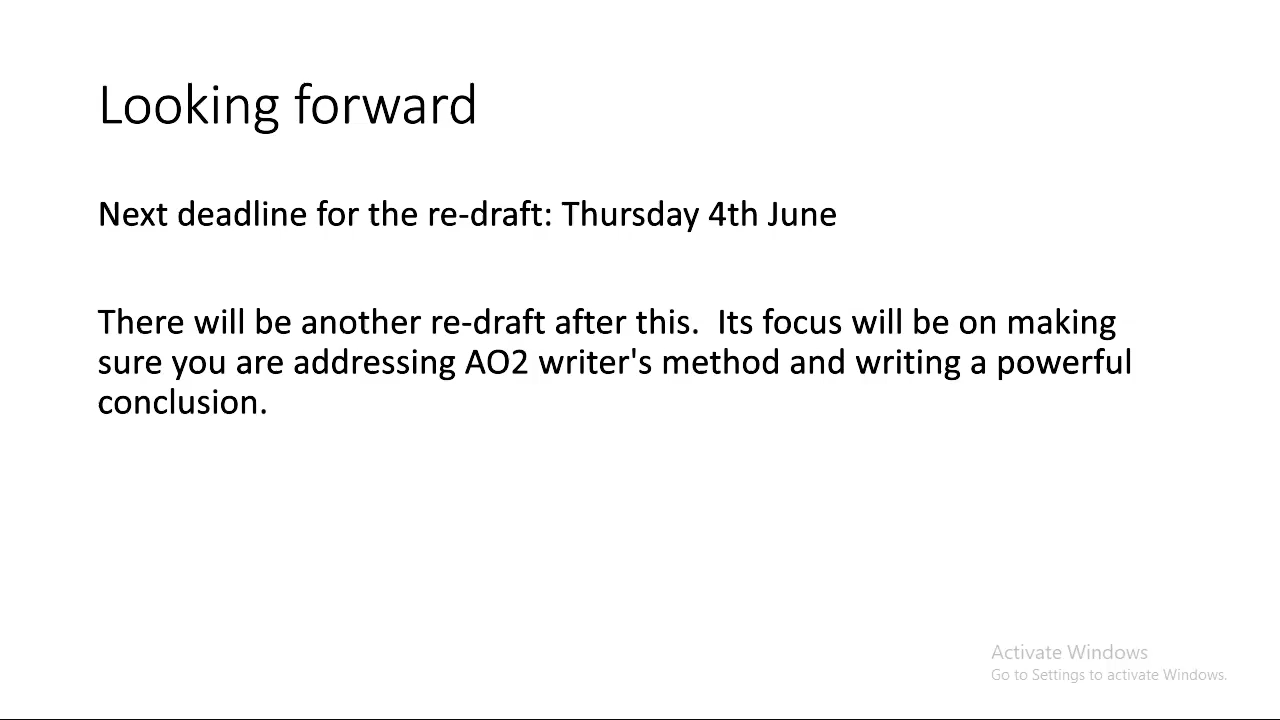 Looking forward
Next deadline for the re-draft: Thursday 4th June
There will be another re-draft after this.  Its focus will be on making
sure you are addressing AO2 writer's method and writing a powerful
conclusion.
Activate Windows
Go to Settings to activate Windows.